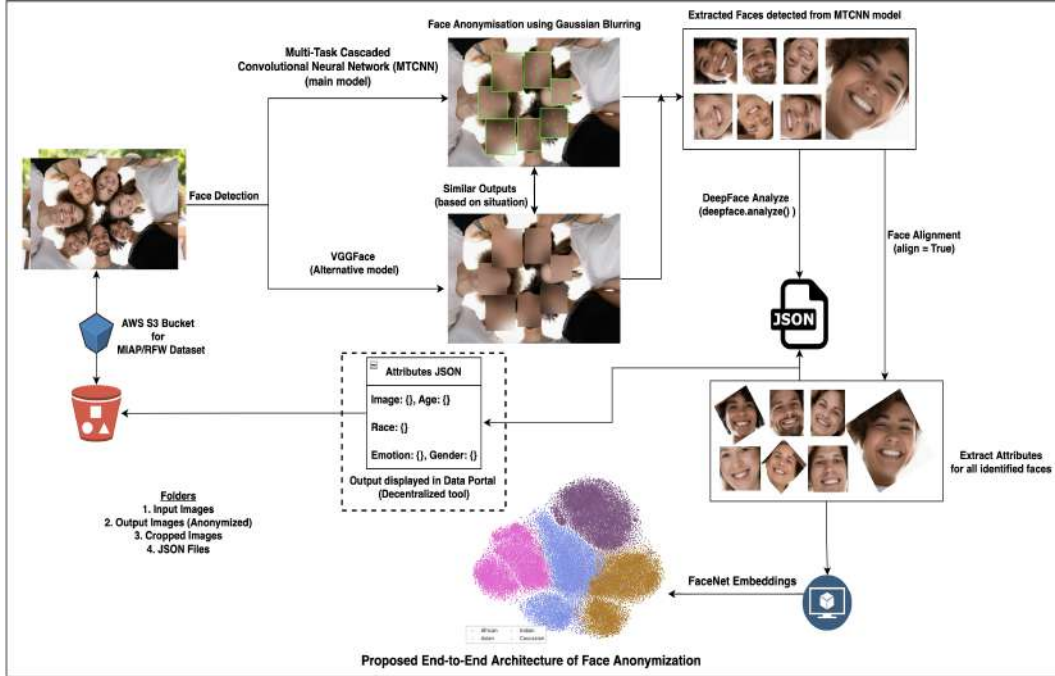 Face Anonymisation using Gaussian Blurring
Extracted Faces detected from MTCNN model
Multi-Task Cascaded
Convolutional Neural Network (MTCNN)
(main model)
Face Detection
Similar Outputs
(based on situation)
VGGFace
(Alternative model)
DeepFace Analyze
(deepface.analyze() )
Face Alignment
(align = True)
JSON
AWS S3 Bucket
for
MIAP/RFW Dataset
Attributes JSON
Image: {}, Age: {}
Race: {}
Emotion: {}, Gender: {}
Output displayed in Data Portal
(Decentralized tool)
Extract Attributes
for all identified faces
Folders
1. Input Images
2. Output Images (Anonymized)
3. Cropped Images
4. JSON Files
FaceNet Embeddings
African
Indian
Asian
Caucasian
Proposed End-to-End Architecture of Face Anonymization